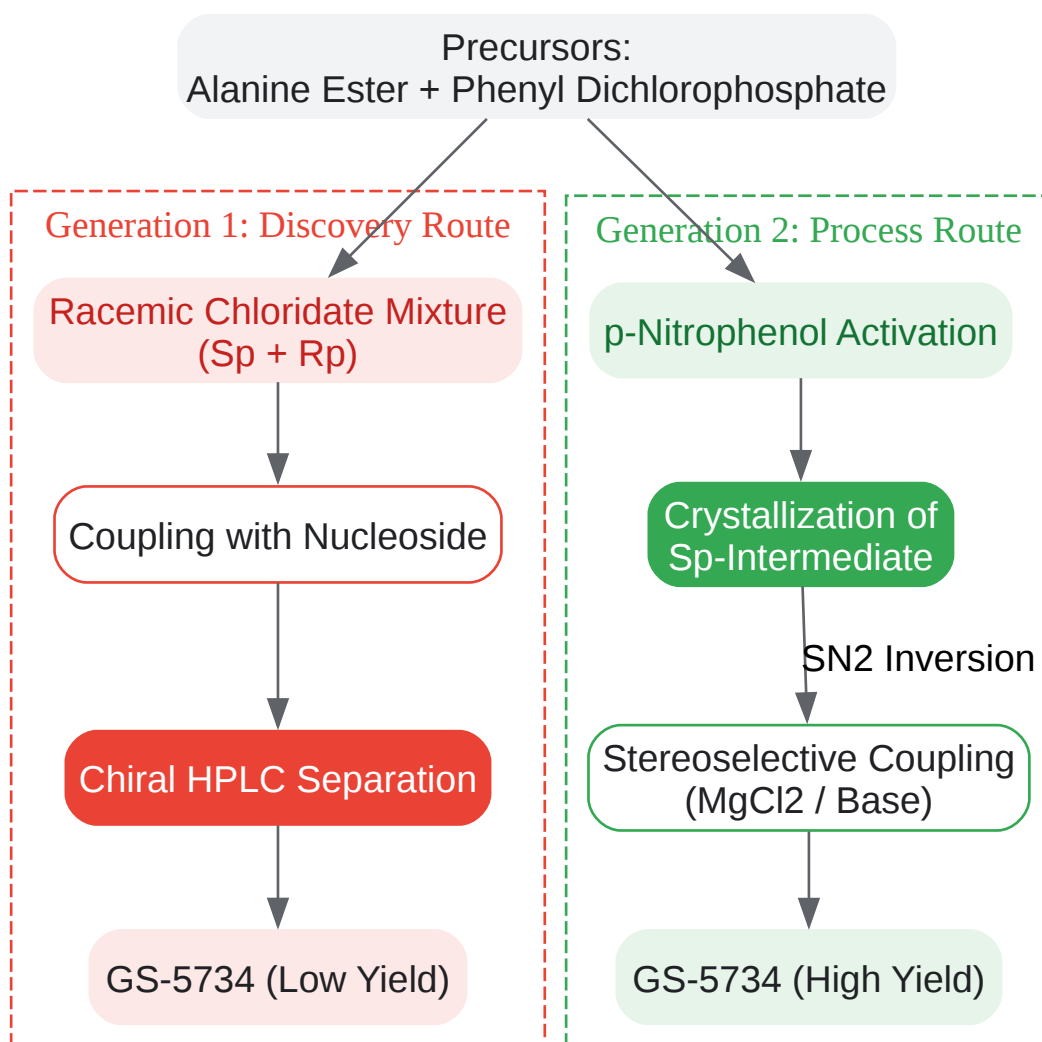 Precursors:
Alanine Ester + Phenyl Dichlorophosphate
Generation 1: Discovery Route
Racemic Chloridate Mixture
(Sp + Rp)
Coupling with Nucleoside
Chiral HPLC Separation
GS-5734 (Low Yield)
Generation 2: Process Route
p-Nitrophenol Activation
Crystallization of
Sp-Intermediate
SN2 Inversion
Stereoselective Coupling
(MgCl2 / Base)
GS-5734 (High Yield)